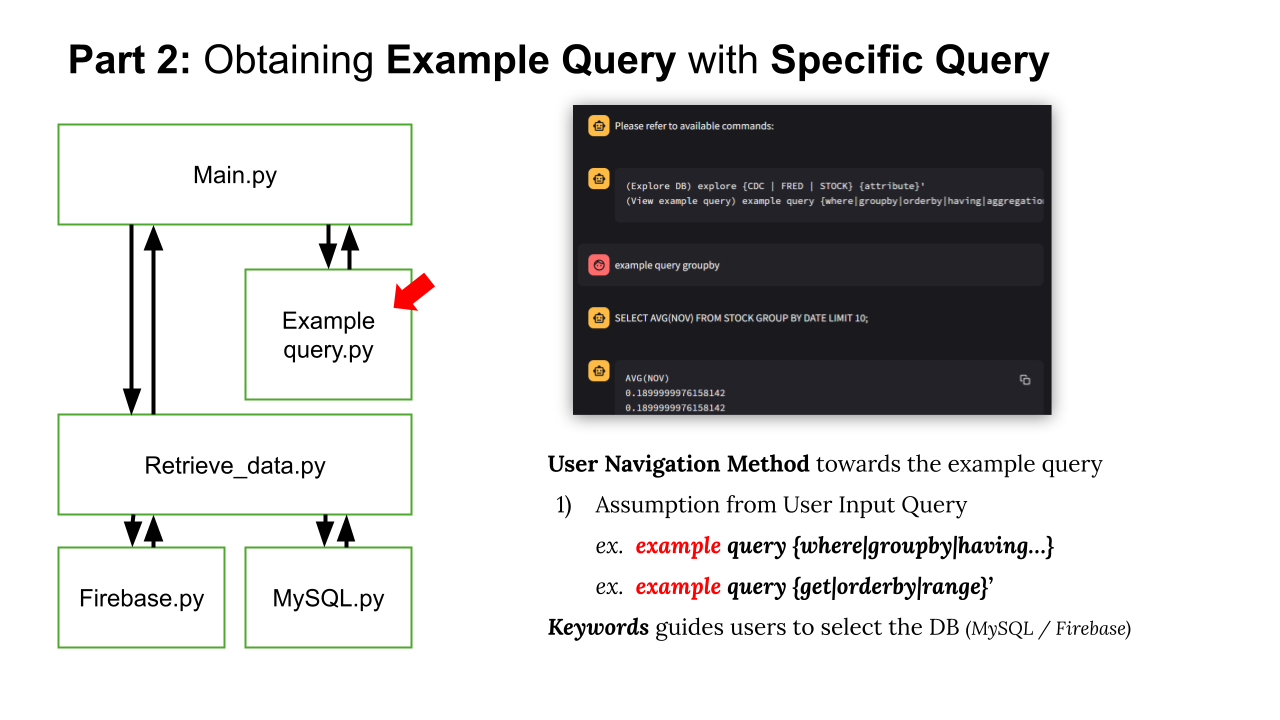 Part 2: Obtaining Example Query with Specific Query
Main.py
Example
query.py
Retrieve_data.py
Firebase.py
MySQL.py
Please refer to available commands:
(Explore DB) explore {CDC | FRED | STOCK} {attribute}'
(View example query) example query {where|groupby|orderby|having|aggregation
example query groupby
SELECT AVG(NOV) FROM STOCK GROUP BY DATE LIMIT 10;
AVG(NOV)
0.1899999976158142
0.1899999976158142
User Navigation Method towards the example query
1) Assumption from User Input Query
ex. example query {where|groupby|having...}
ex. example query {get|orderby|range}’
Keywords guides users to select the DB (MySQL / Firebase)